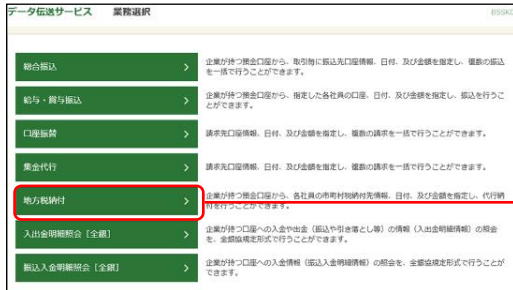 データ伝送サービス 業務選択
BSSK0
総合振込
企業が持つ預金口座から、取引毎に振込先口座情報、日付、及び金額を指定し、複数の振込
を一括で行うことができます。
給与・賞与振込
企業が持つ預金口座から、指定した各社員の口座、日付、及び金額を指定し、振込を行うこ
とができます。
口座振替
請求先口座情報、日付、及び金額を指定し、複数の請求を一括で行うことができます。
集金代行
請求先口座情報、日付、及び金額を指定し、複数の請求を一括で行うことができます。
地方税納付
企業が持つ預金口座から、各社員の市町村税納付先情報、日付、及び金額を指定し、代行納
付を行うことができます。
入出金明細照会［全銀］
企業が持つ口座への入金や出金（振込や引き落とし等）の情報（入出金明細情報）の照会
を、全銀協規定形式で行うことができます。
振込入金明細照会［全銀］
企業が持つ口座への入金情報（振込入金明細情報）の照会を、全銀協規定形式で行うことが
できます。